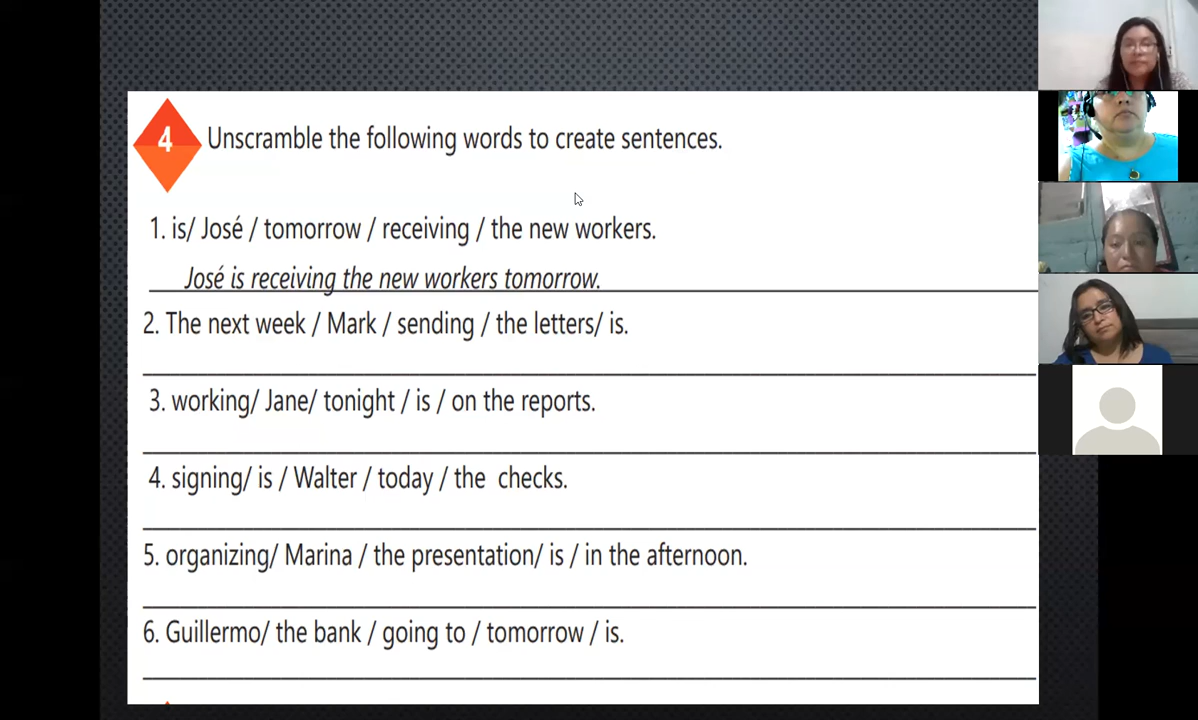 4
Unscramble the following words to create sentences.
1. is/ José / tomorrow / receiving / the new workers.
José is receiving the new workers tomorrow.
2. The next week / Mark / sending / the letters/ is.
3. working/ Jane/ tonight / is / on the reports.
4. signing/ is / Walter / today / the  checks.
5. organizing/ Marina / the presentation/ is / in the afternoon.
6. Guillermo/ the bank / going to / tomorrow / is.